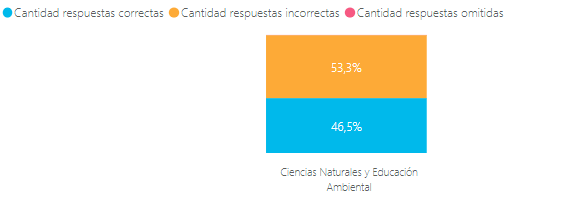 Cantidad respuestas correctas Cantidad respuestas incorrectas Cantidad respuestas omitidas
53,3%
46,5%
Ciencias Naturales y Educación
Ambiental